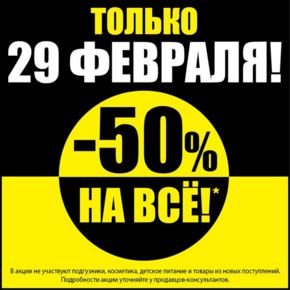 ТОЛЬКО
29 ФЕВРАЛЯ!
-50%
НА ВСЁ!*
В акции не участвуют подгузники, косметика, детское питание и товары из новых поступлений.
Подробности акции уточняйте у продавцов-консультантов.